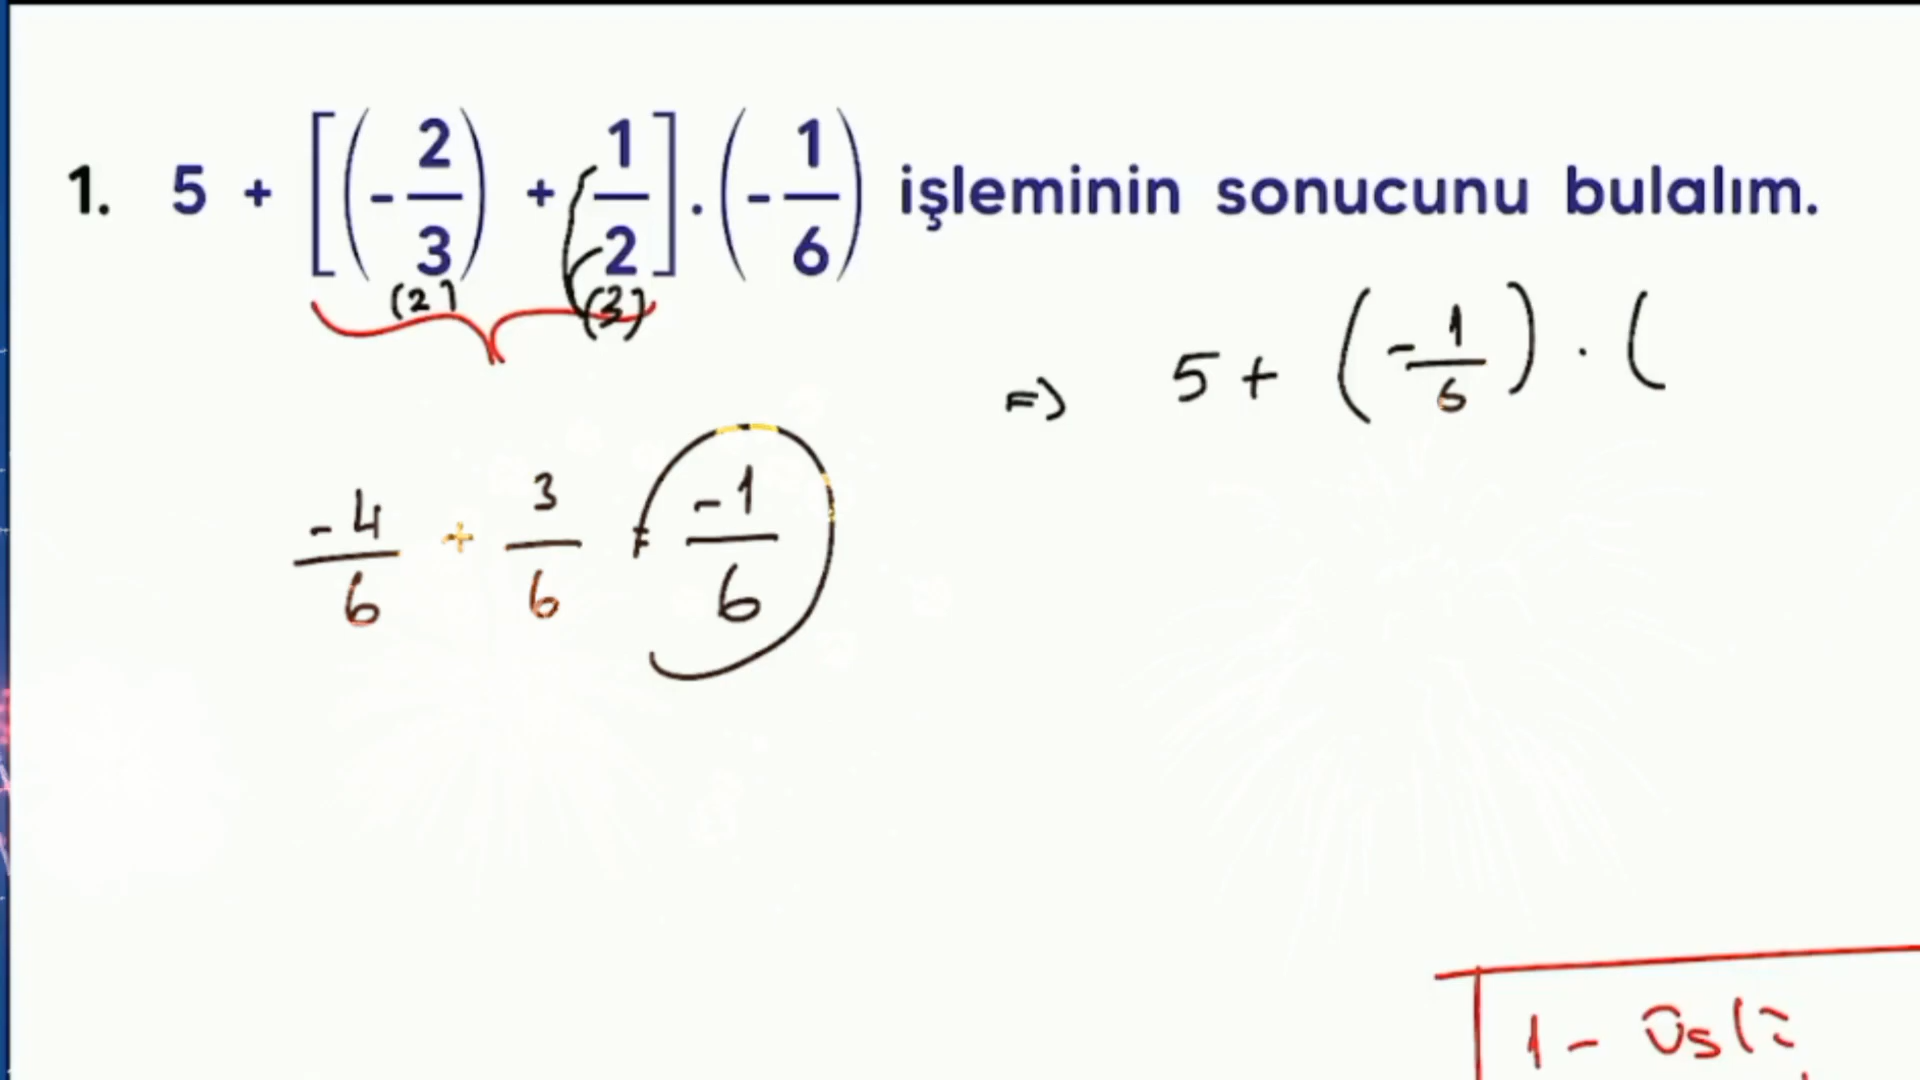 1. 5 + [(-2/3) + 1/2] . (-1/6) işleminin sonucunu bulalım.
(2) (3)
=> 5 + (-1/6) . (
-4/6 + 3/6 = -1/6
1 -